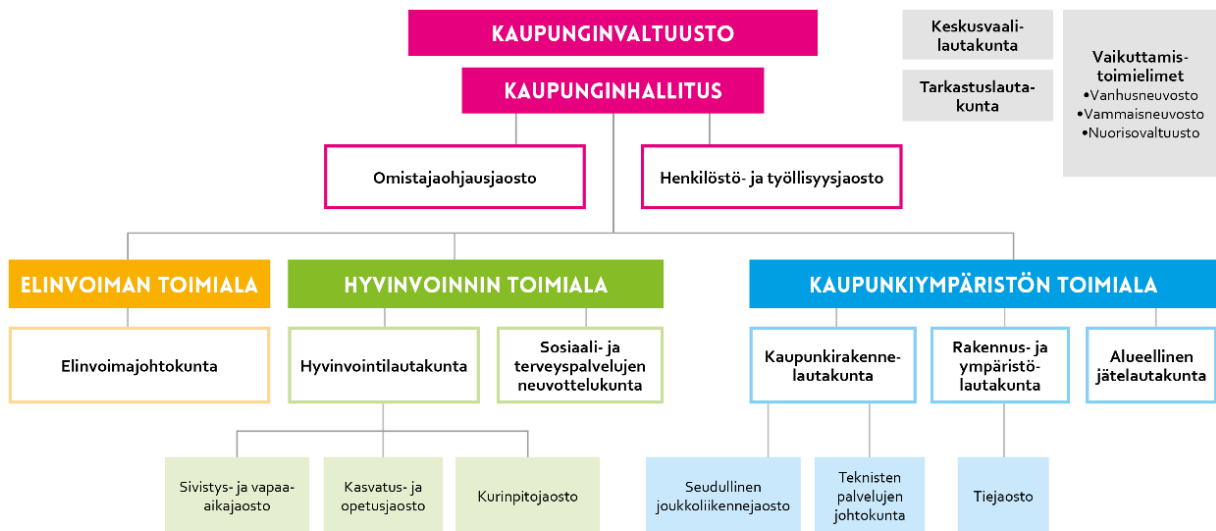 KAUPUNGINVALTUUSTO
KAUPUNGINHALLITUS
Keskusvaali-
lautakunta
Tarkastuslauta-
kunta
Vaikuttamis-
toimielimet
•Vanhusneuvosto
•Vammaisneuvosto
•Nuorisovaltuusto
Omistajaohjausjaosto
Henkilöstö- ja työllisyysjaosto
ELINVOIMAN TOIMIALA
HYVINVOINNIN TOIMIALA
KAUPUNKIYMPÄRISTÖN TOIMIALA
Elinvoimajohtokunta
Hyvinvointilautakunta
Sosiaali- ja
terveyspalvelujen
neuvottelukunta
Kaupunkirakenne-
lautakunta
Rakennus- ja
ympäristö-
lautakunta
Alueellinen
jätelautakunta
Sivistys- ja vapaa-
aikajaosto
Kasvatus- ja
opetusjaosto
Kurinpitojaosto
Seudullinen
joukkoliikennejaosto
Teknisten
palvelujen
johtokunta
Tiejaosto